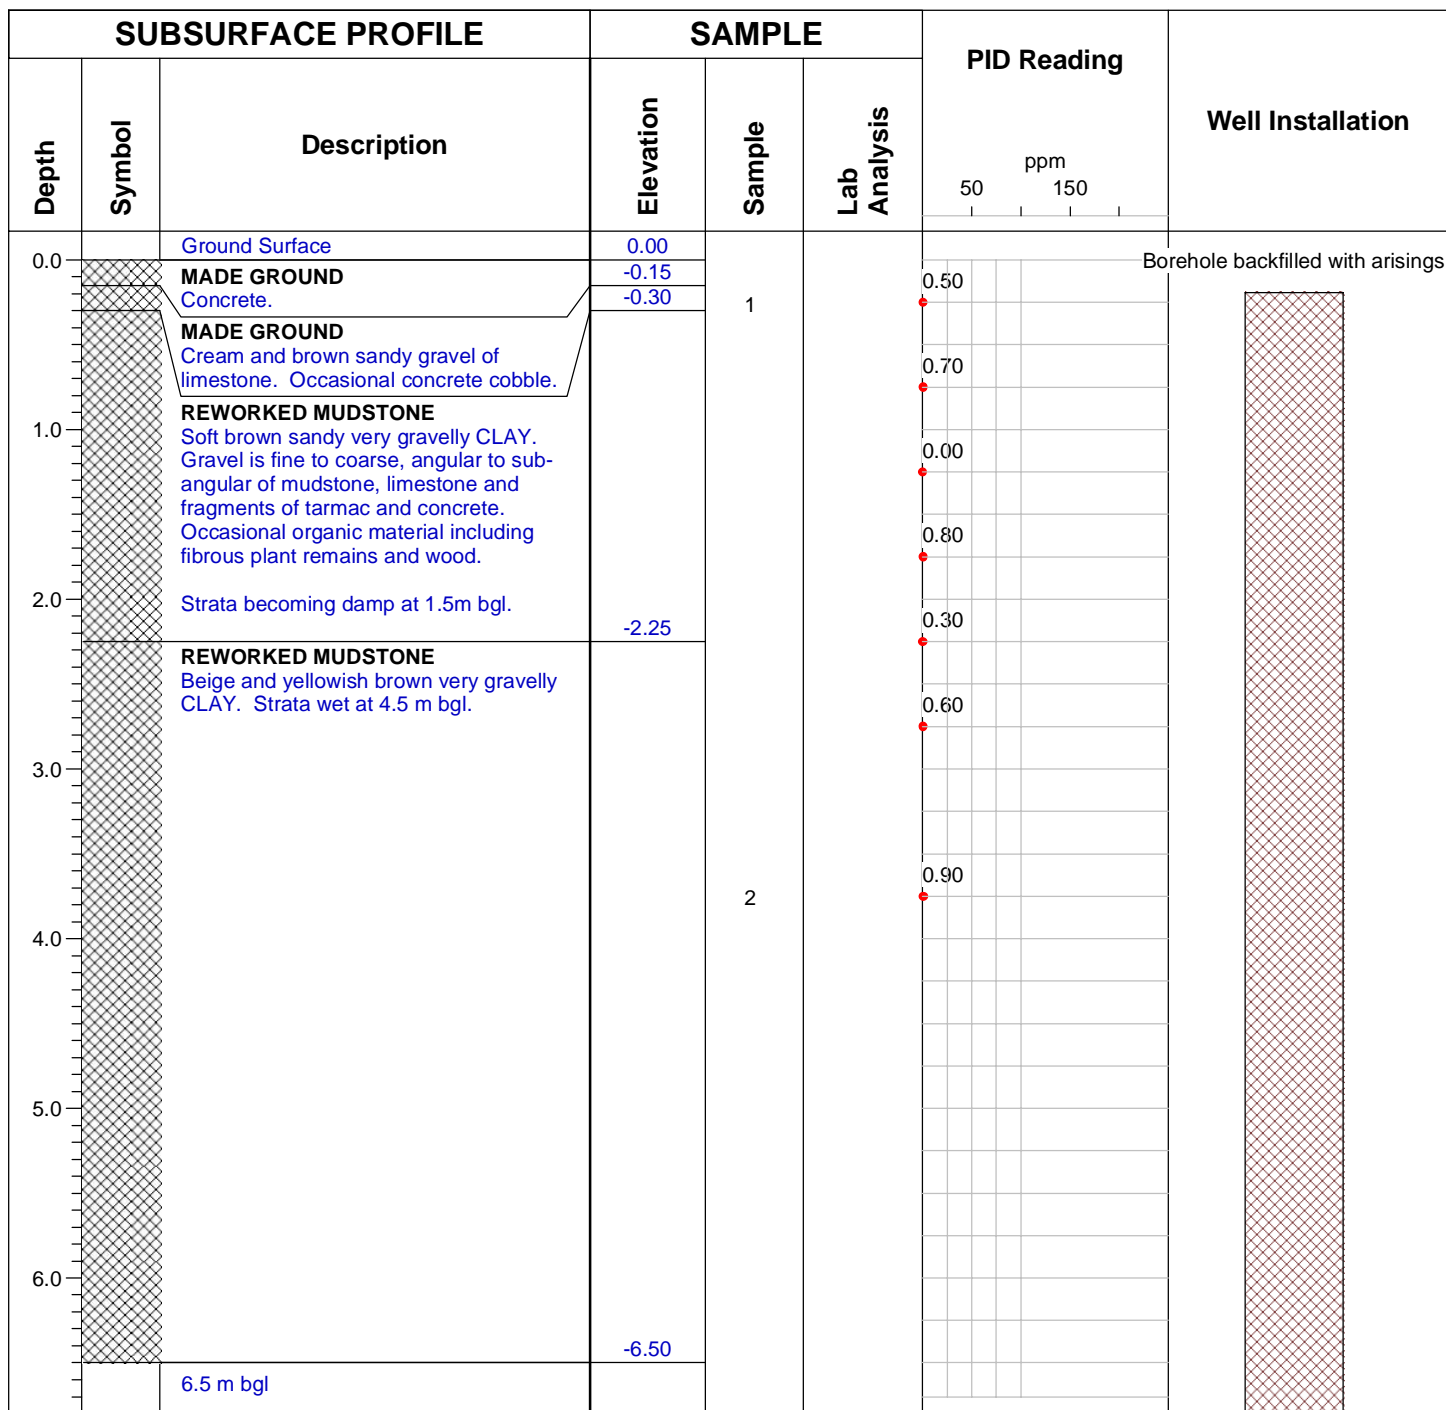 SUBSURFACE PROFILE
SAMPLE
PID Reading
Well Installation
Depth
Symbol
Description
Elevation
Sample
Lab
Analysis
ppm
50 150
Ground Surface
0.00
0.0
MADE GROUND
Concrete.
-0.15
-0.30
MADE GROUND
Cream and brown sandy gravel of
limestone. Occasional concrete cobble.
REWORKED MUDSTONE
Soft brown sandy very gravelly CLAY.
Gravel is fine to coarse, angular to sub-
angular of mudstone, limestone and
fragments of tarmac and concrete.
Occasional organic material including
fibrous plant remains and wood.
Strata becoming damp at 1.5m bgl.
-2.25
REWORKED MUDSTONE
Beige and yellowish brown very gravelly
CLAY. Strata wet at 4.5 m bgl.
-6.50
6.5 m bgl
1.0
2.0
3.0
4.0
5.0
6.0
1
2
0.50
0.70
0.00
0.80
0.30
0.60
0.90
Borehole backfilled with arisings